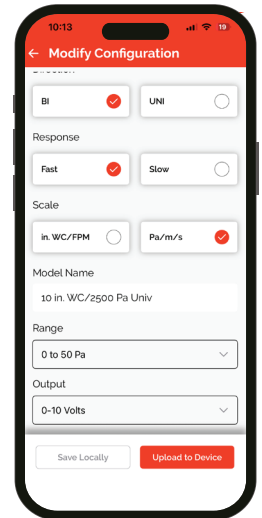 10:13
19
← Modify Configuration
Direction
BI
UNI
Response
Fast
Slow
Scale
in. WC/FPM
Pa/m/s
Model Name
10 in. WC/2500 Pa Univ
Range
0 to 50 Pa
Output
0-10 Volts
Save Locally
Upload to Device